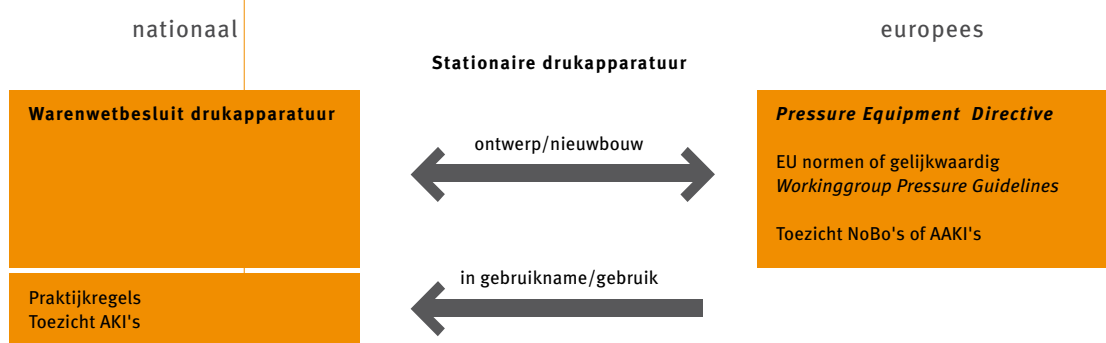 nationaal
europees
Stationaire drukapparatuur
Warenwetbesluit drukapparatuur
ontwerp/nieuwbouw
Pressure Equipment Directive
EU normen of gelijkwaardig
Workinggroup Pressure Guidelines
Toezicht NoBo's of AAKI's
in gebruikname/gebruik
Praktijkregels
Toezicht AKI's